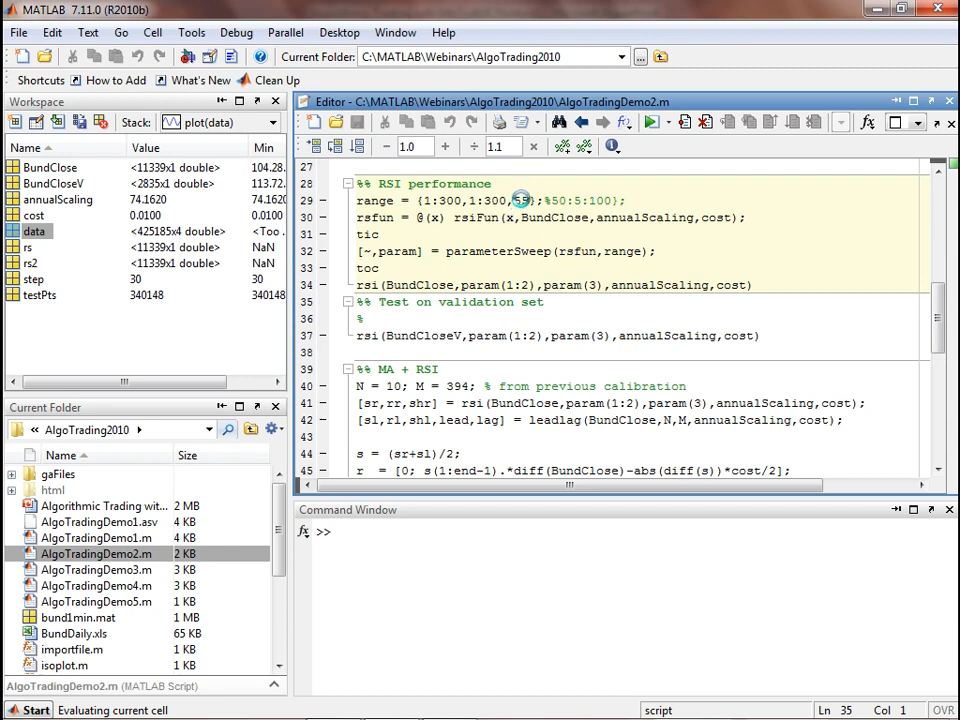 MATLAB 7.11.0 (R2010b)
File Edit Text Go Cell Tools Debug Parallel Desktop Window Help
Current Folder: C:\MATLAB\Webinars\AlgoTrading2010
Shortcuts How to Add What's New Clean Up
Workspace
Stack: plot(data)
Name Value Min
BundClose <11339x1 double> 104.28
BundCloseV <2835x1 double> 113.72
annualScaling 74.1620 74.1620
cost 0.0100 0.0100
data <425185x4 double> <Too .
rs <11339x1 double> NaN
rs2 <11339x1 double> NaN
step 30 30
testPts 340148 340148
Current Folder
« AlgoTrading2010
Name Size
gaFiles
html
Algorithmic Trading wit... 2 MB
AlgoTradingDemo1.asv 4 KB
AlgoTradingDemo1.m 4 KB
AlgoTradingDemo2.m 2 KB
AlgoTradingDemo3.m 3 KB
AlgoTradingDemo4.m 3 KB
AlgoTradingDemo5.m 1 KB
bund1min.mat 1 MB
BundDaily.xls 65 KB
importfile.m 1 KB
isoplot.m 1 KB
AlgoTradingDemo2.m (MATLAB Script)
Editor - C:\MATLAB\Webinars\AlgoTrading2010\AlgoTradingDemo2.m
− 1.0 + ÷ 1.1 ×
27
28 %% RSI performance
29 range = {1:300,1:300,55};%50:5:100};
30 rsfun = @(x) rsiFun(x,BundClose,annualScaling,cost);
31 tic
32 [~,param] = parameterSweep(rsfun,range);
33 toc
34 rsi(BundClose,param(1:2),param(3),annualScaling,cost)
35 %% Test on validation set
36 %
37 rsi(BundCloseV,param(1:2),param(3),annualScaling,cost)
38
39 %% MA + RSI
40 N = 10; M = 394; % from previous calibration
41 [sr,rr,shr] = rsi(BundClose,param(1:2),param(3),annualScaling,cost);
42 [sl,rl,shl,lead,lag] = leadlag(BundClose,N,M,annualScaling,cost);
43
44 s = (sr+sl)/2;
45 r = [0; s(1:end-1).*diff(BundClose)-abs(diff(s))*cost/2];
Command Window
fx >>
Start Evaluating current cell script Ln 35 Col 1 OVR